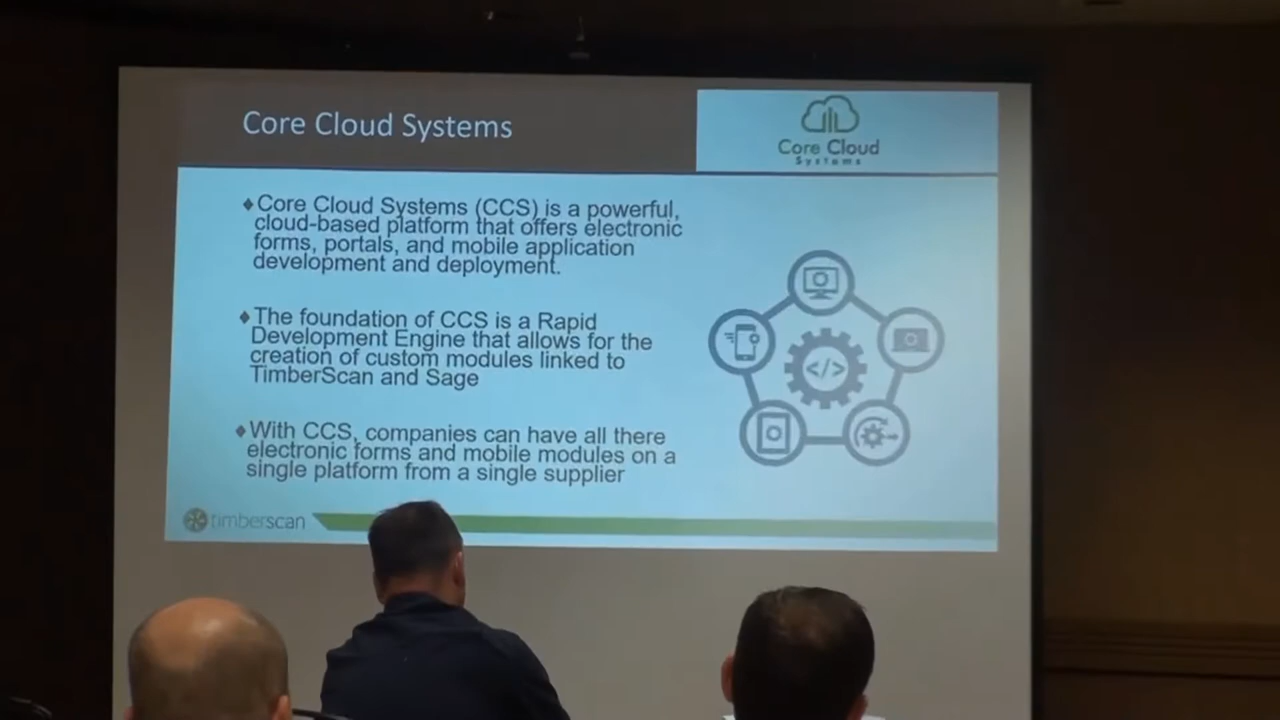 Core Cloud Systems
Core Cloud
Systems
Core Cloud Systems (CCS) is a powerful,
cloud-based platform that offers electronic
forms, portals, and mobile application
development and deployment.
The foundation of CCS is a Rapid
Development Engine that allows for the
creation of custom modules linked to
TimberScan and Sage
With CCS, companies can have all there
electronic forms and mobile modules on a
single platform from a single supplier
</>
timberscan